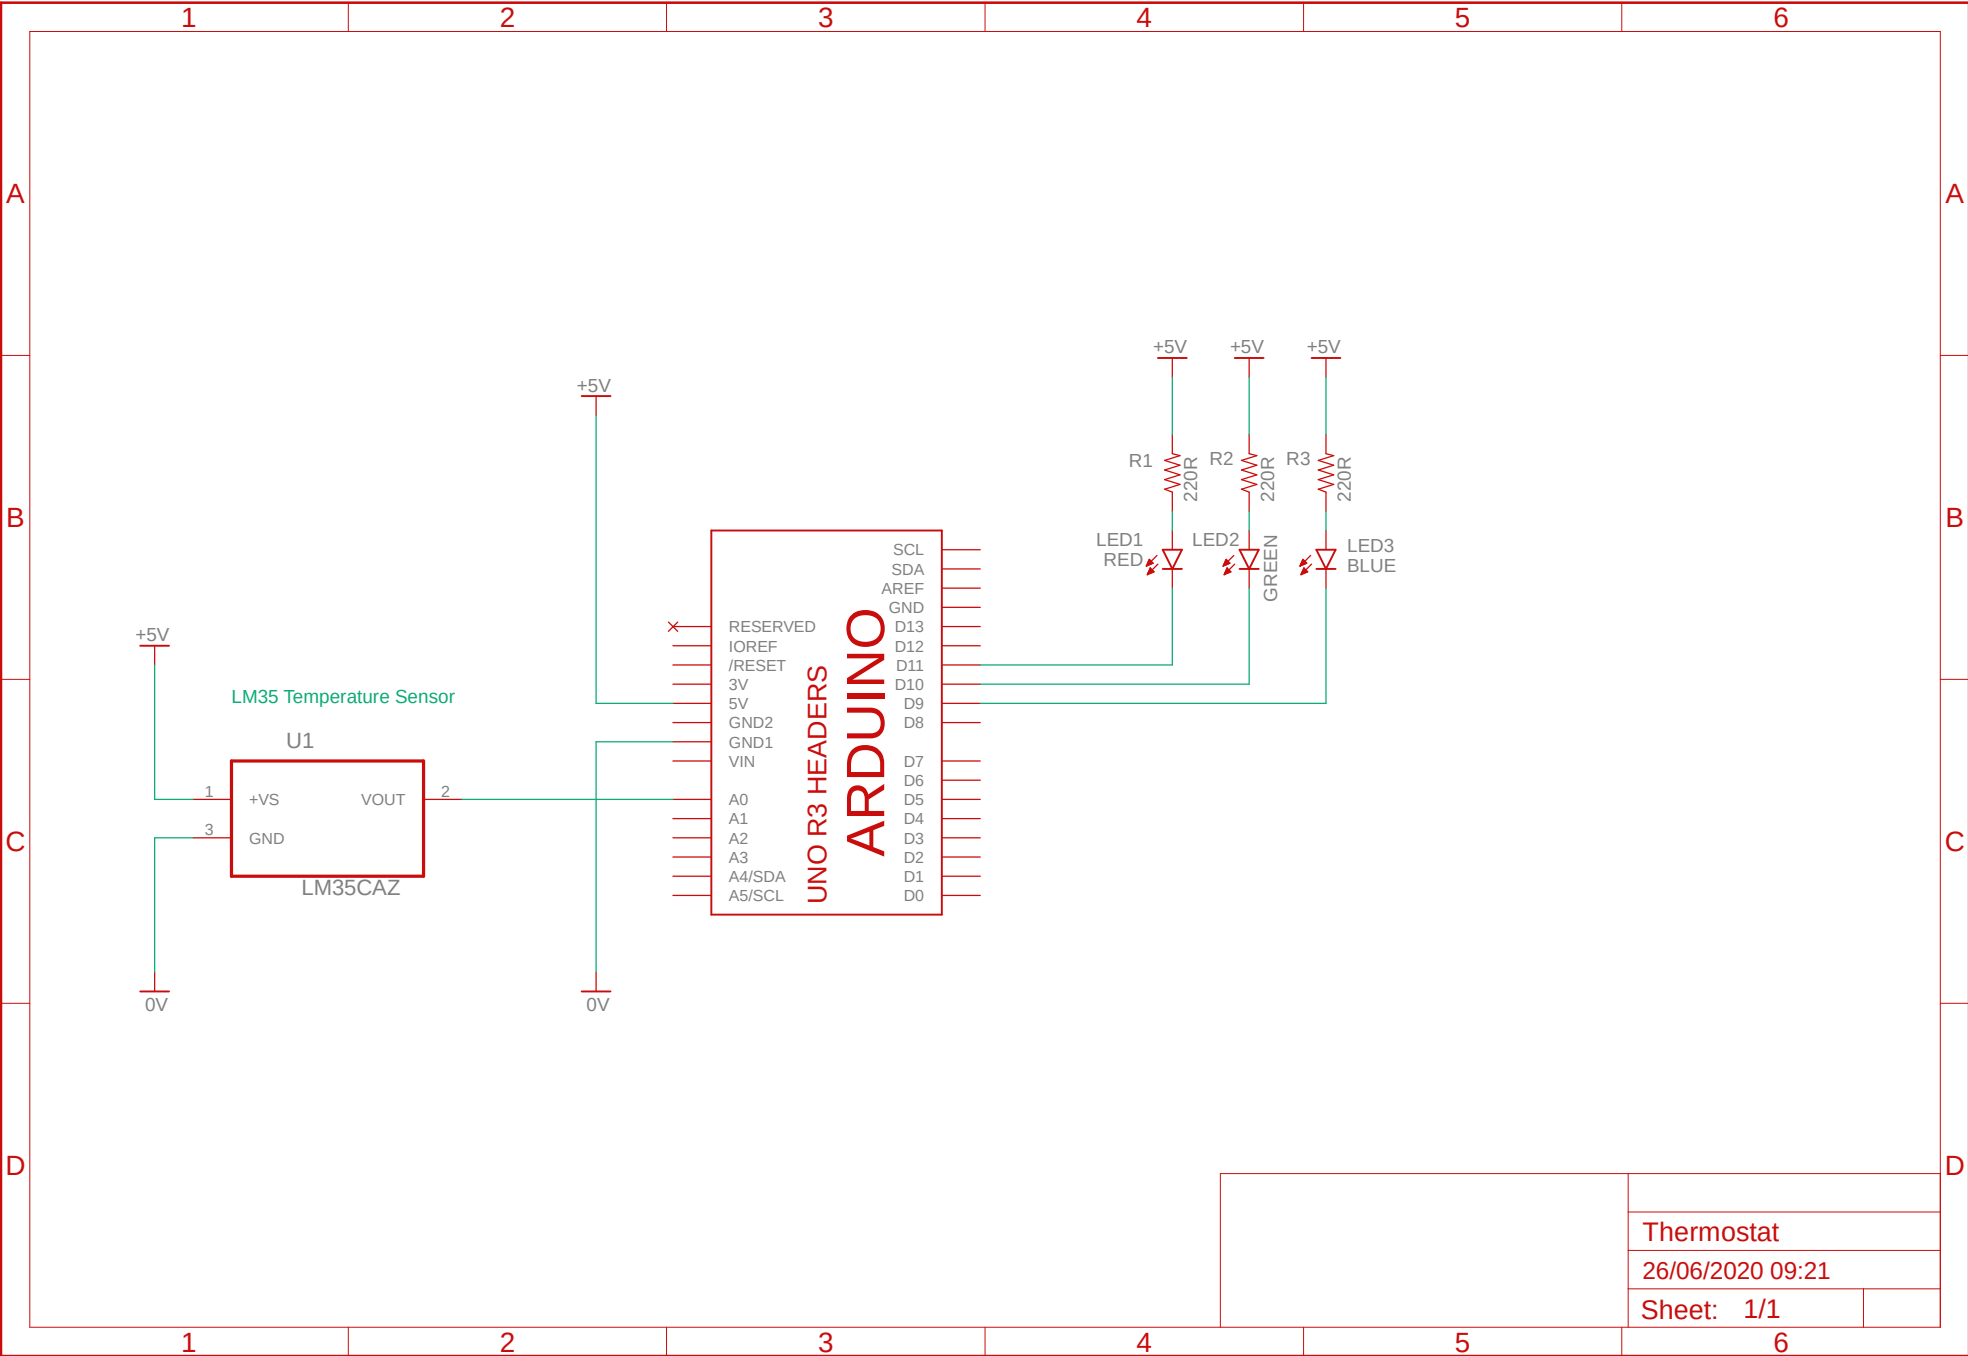 1 2 3 4 5 6
A A
B B
C C
D D
+5V
LM35 Temperature Sensor
U1
1 +VS VOUT 2
3 GND
LM35CAZ
0V
+5V
0V
RESERVED
IOREF
/RESET
3V
5V
GND2
GND1
VIN
A0
A1
A2
A3
A4/SDA
A5/SCL
UNO R3 HEADERS
ARDUINO
SCL
SDA
AREF
GND
D13
D12
D11
D10
D9
D8
D7
D6
D5
D4
D3
D2
D1
D0
+5V +5V +5V
R1 220R R2 220R R3 220R
LED1
RED
LED2
GREEN
LED3
BLUE
Thermostat
26/06/2020 09:21
Sheet: 1/1
1 2 3 4 5 6